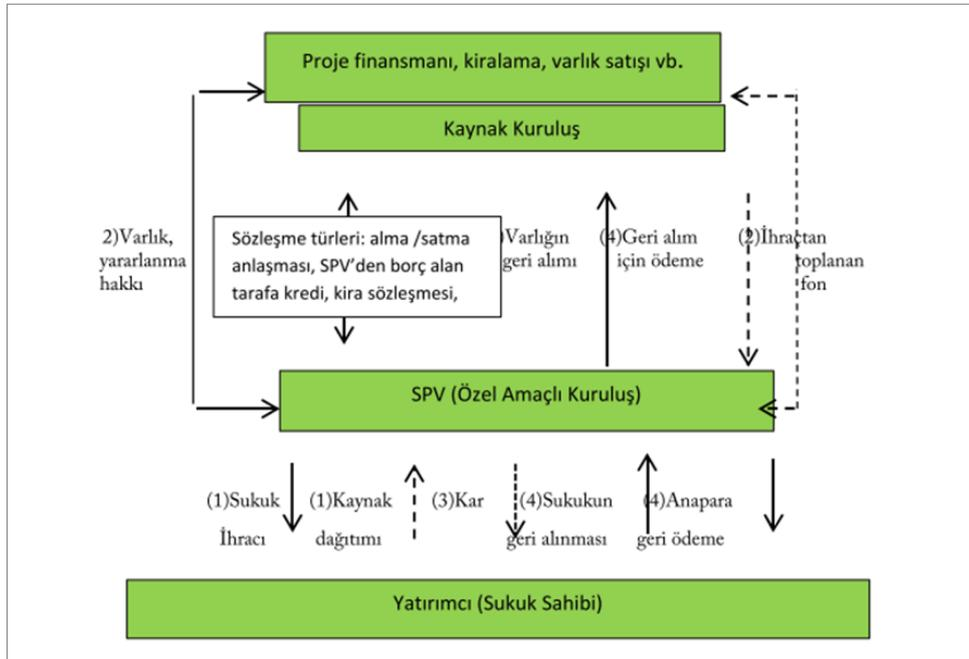 Proje finansmanı, kiralama, varlık satışı vb.
Kaynak Kuruluş
2)Varlık,
yararlanma
hakkı
Sözleşme türleri: alma /satma
anlaşması, SPV'den borç alan
tarafa kredi, kira sözleşmesi,
)Varlığın
geri alımı
(4)Geri alım
için ödeme
(2)İhraçtan
toplanan
fon
SPV (Özel Amaçlı Kuruluş)
(1)Sukuk
İhracı
(1)Kaynak
dağıtımı
(3)Kar
(4)Sukukun
geri alınması
(4)Anapara
geri ödeme
Yatırımcı (Sukuk Sahibi)